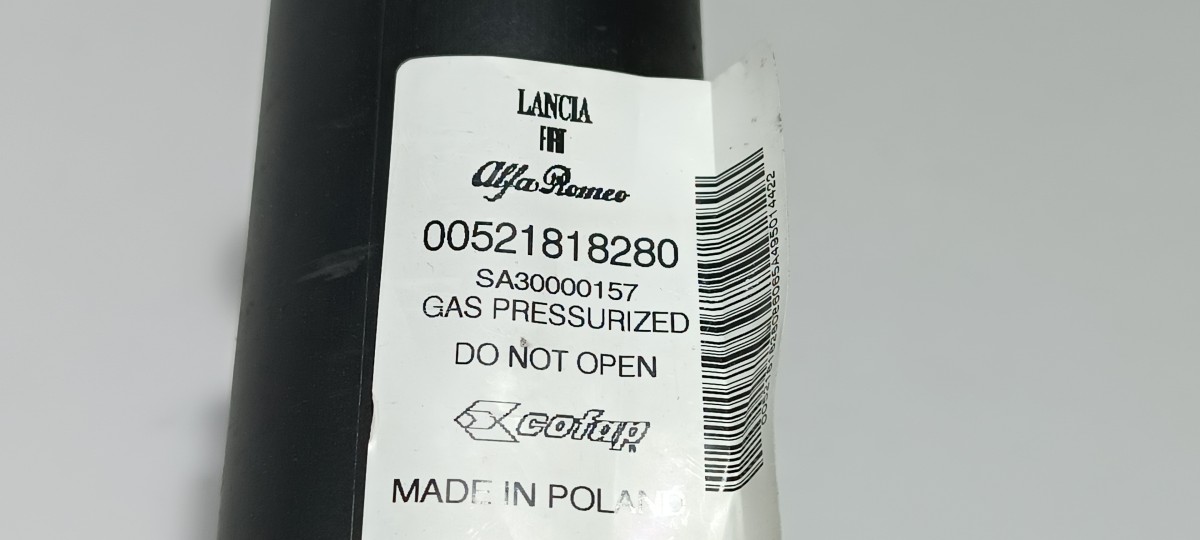 LANCIA
FIAT
Alfa Romeo
00521818280
SA30000157
GAS PRESSURIZED
DO NOT OPEN
cofap
MADE IN POLAND